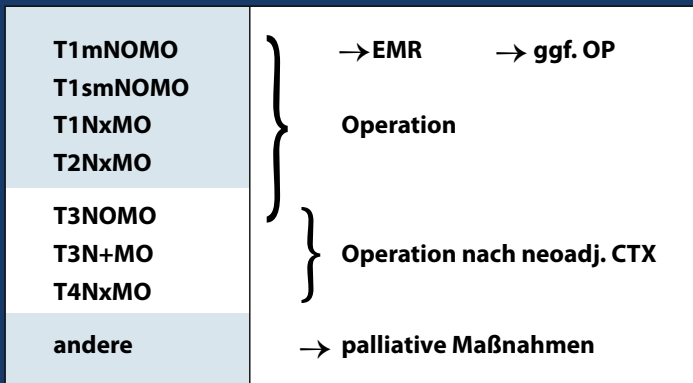 T1mNOMO →EMR → ggf. OP
T1smNOMO
T1NxMO Operation
T2NxMO
T3NOMO
T3N+MO Operation nach neoadj. CTX
T4NxMO
andere → palliative Maßnahmen